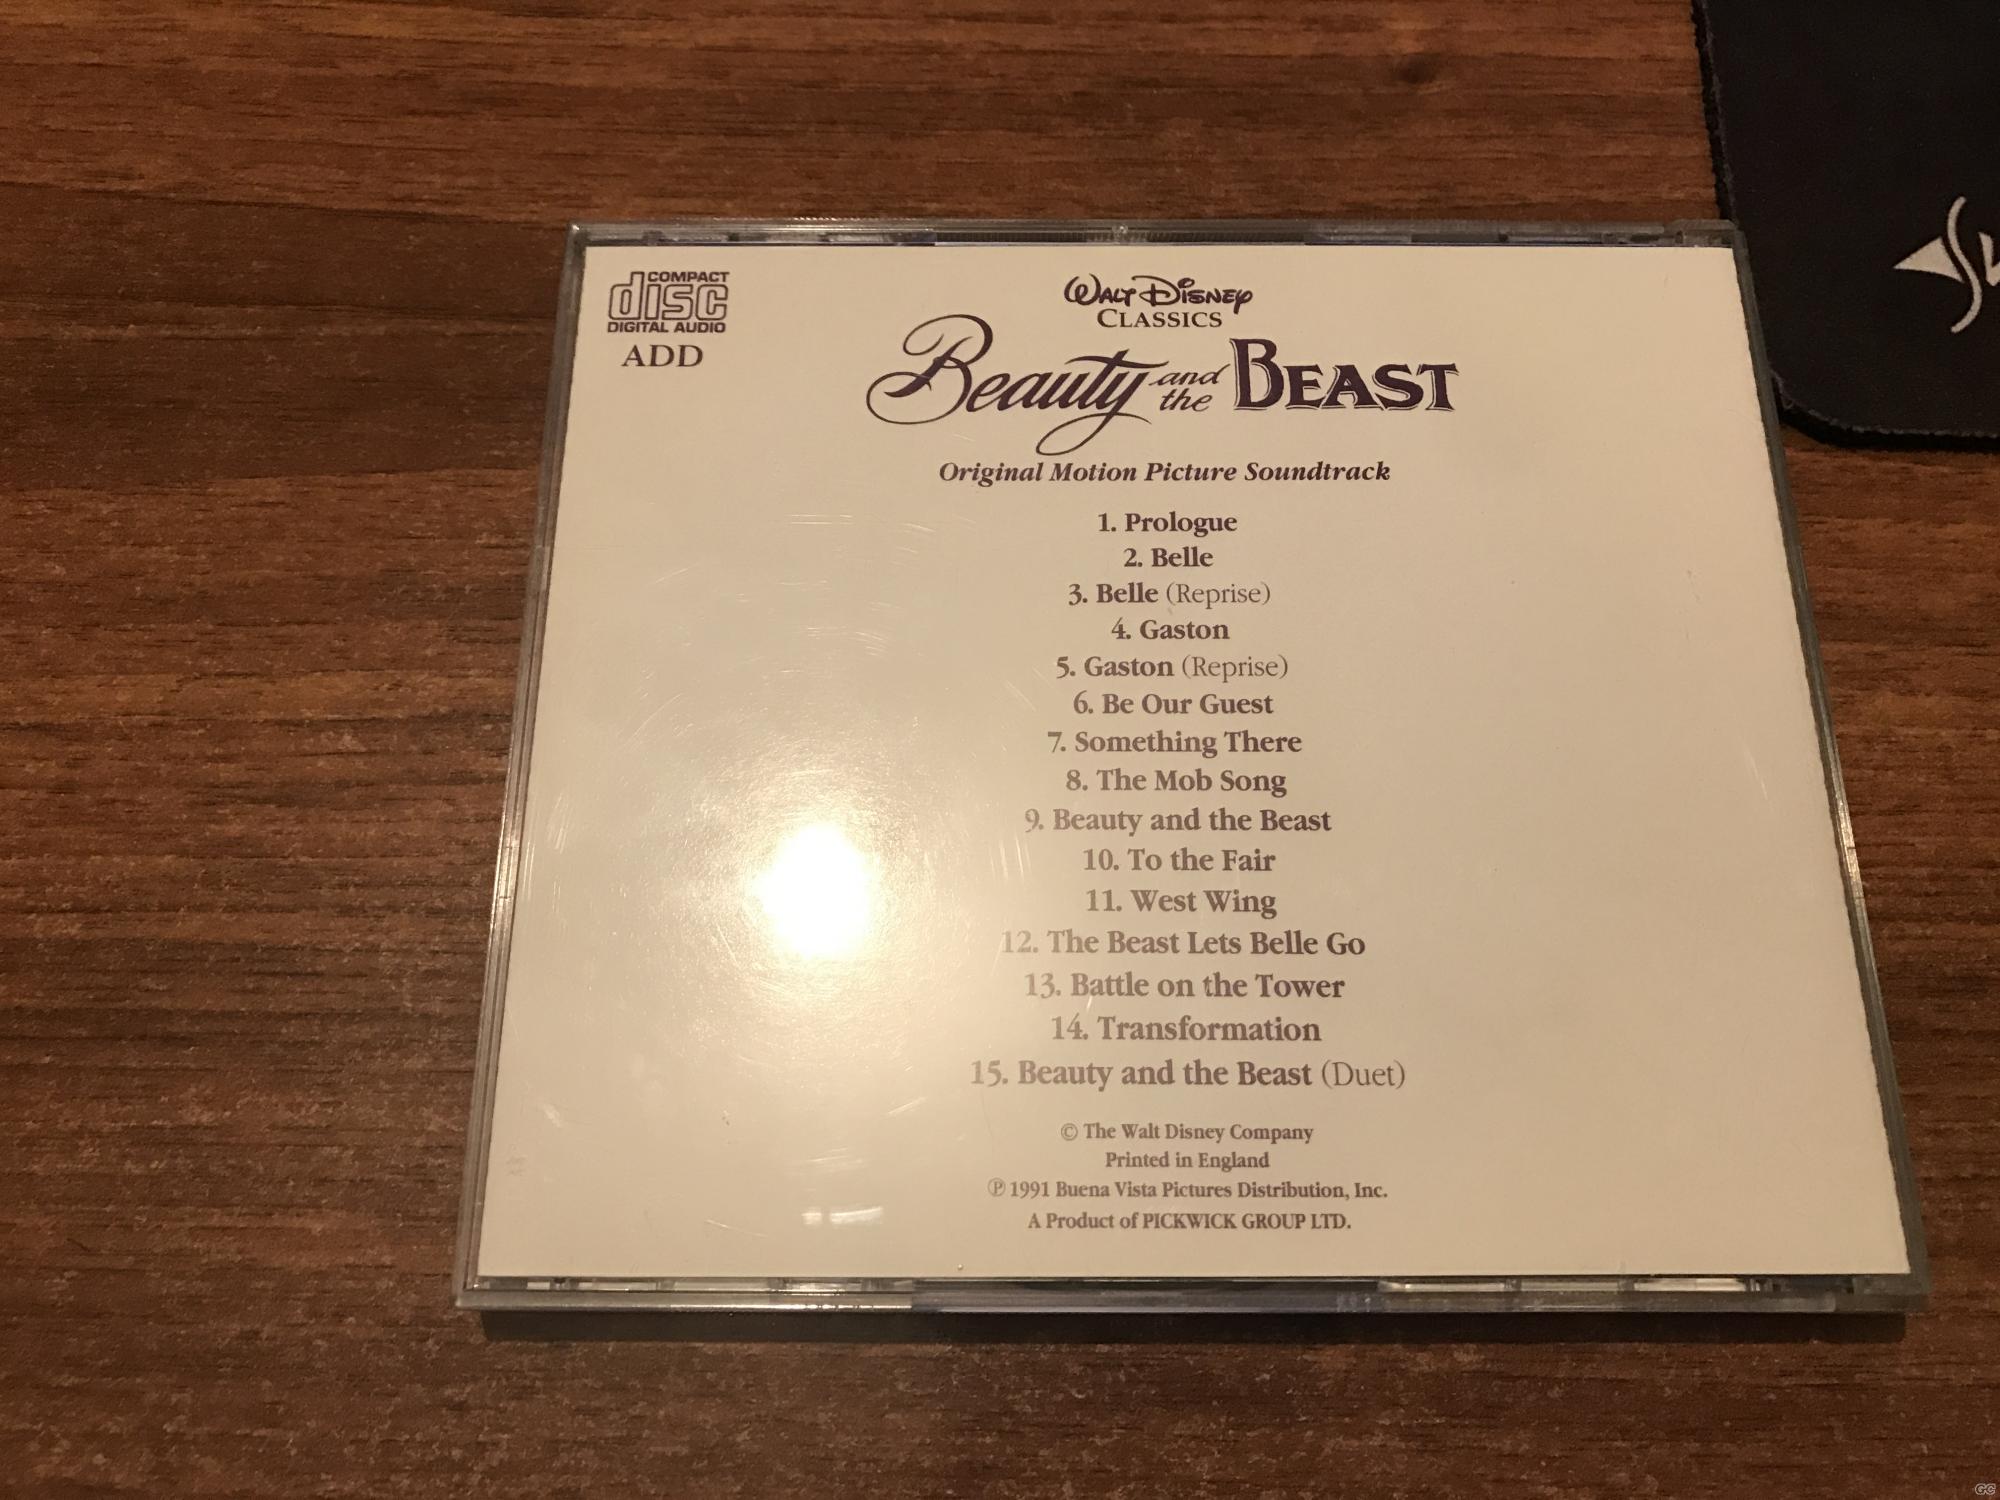 COMPACT
disc
DIGITAL AUDIO
ADD
WALT DISNEY
CLASSICS
Beauty and the BEAST
Original Motion Picture Soundtrack
1. Prologue
2. Belle
3. Belle (Reprise)
4. Gaston
5. Gaston (Reprise)
6. Be Our Guest
7. Something There
8. The Mob Song
9. Beauty and the Beast
10. To the Fair
11. West Wing
12. The Beast Lets Belle Go
13. Battle on the Tower
14. Transformation
15. Beauty and the Beast (Duet)
© The Walt Disney Company
Printed in England
℗ 1991 Buena Vista Pictures Distribution, Inc.
A Product of PICKWICK GROUP LTD.
GC